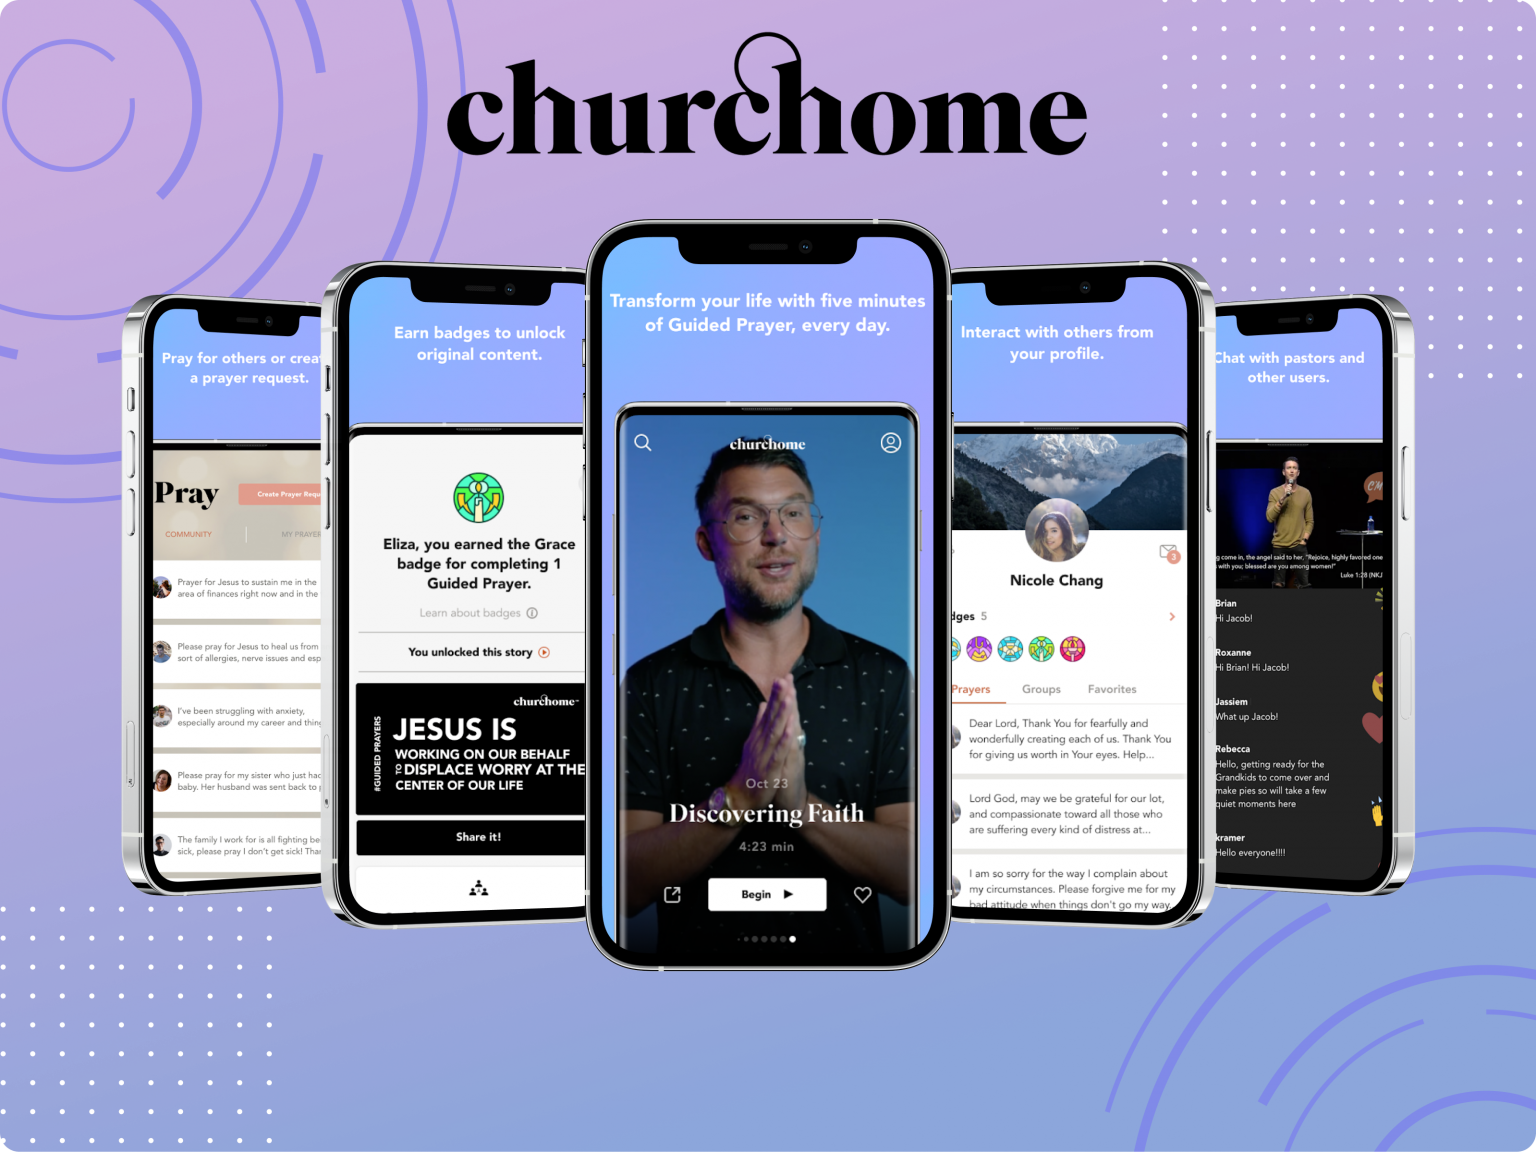 churchome
Pray for others or creat
a prayer request.
Pray
Create Prayer Requ
COMMUNITY
MY PRAYER
Prayer for Jesus to sustain me in the
area of finances right now and in the
Please pray for Jesus to heal us from
sort of allergies, nerve issues and esp
I've been struggling with anxiety,
especially around my career and thing
Please pray for my sister who just had
baby. Her husband was sent back to
The family I work for is all fighting be
sick, please pray I don't get sick! Than
Earn badges to unlock
original content.
Eliza, you earned the Grace
badge for completing 1
Guided Prayer.
Learn about badges
You unlocked this story
churchome
#GUIDED PRAYERS
JESUS IS
WORKING ON OUR BEHALF
TO DISPLACE WORRY AT THE
CENTER OF OUR LIFE
Share it!
Transform your life with five minutes
of Guided Prayer, every day.
churchome
Oct 23
Discovering Faith
4:23 min
Begin
Interact with others from
your profile.
3
Nicole Chang
dges 5
Prayers Groups Favorites
Dear Lord, Thank You for fearfully and
wonderfully creating each of us. Thank You
for giving us worth in Your eyes. Help...
Lord God, may we be grateful for our lot,
and compassionate toward all those who
are suffering every kind of distress at...
I am so sorry for the way I complain about
my circumstances. Please forgive me for my
bad attitude when things don't go my way.
Chat with pastors and
other users.
g come in, the angel said to her, "Rejoice, highly favored one
with you; blessed are you among women!"
Luke 1:28 (NKJ
Brian
Hi Jacob!
Roxanne
Hi Brian! Hi Jacob!
Jassiem
What up Jacob!
Rebecca
Hello, getting ready for the
Grandkids to come over and
make pies so will take a few
quiet moments here
kramer
Hello everyone!!!!